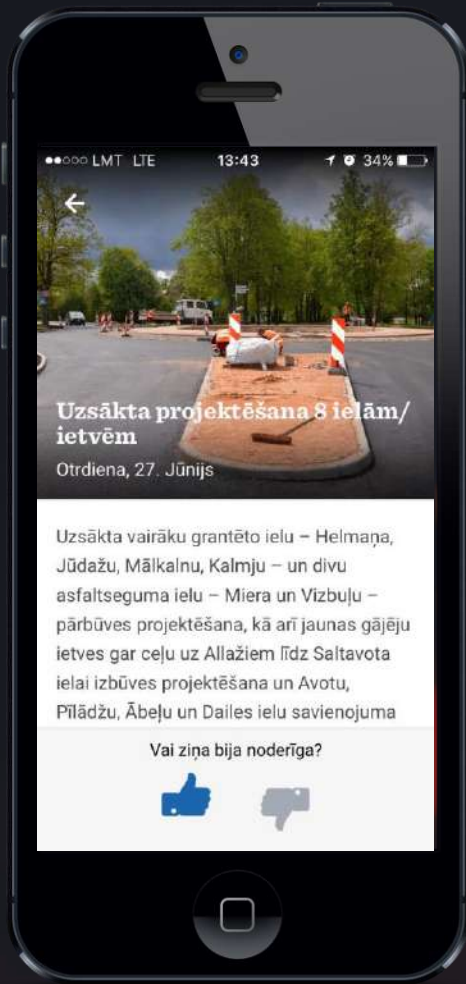 LMT LTE 13:43 34%
Uzsākta projektēšana 8 ielām/
ietvēm
Otrdiena, 27. Jūnijs
Uzsākta vairāku grantēto ielu – Helmaņa,
Jūdažu, Mālkalnu, Kalmju – un divu
asfaltseguma ielu – Miera un Vizbuļu –
pārbūves projektēšana, kā arī jaunas gājēju
ietves gar ceļu uz Allažiem līdz Saltavota
ielai izbūves projektēšana un Avotu,
Pīlādžu, Ābeļu un Dailes ielu savienojuma
Vai ziņa bija noderīga?